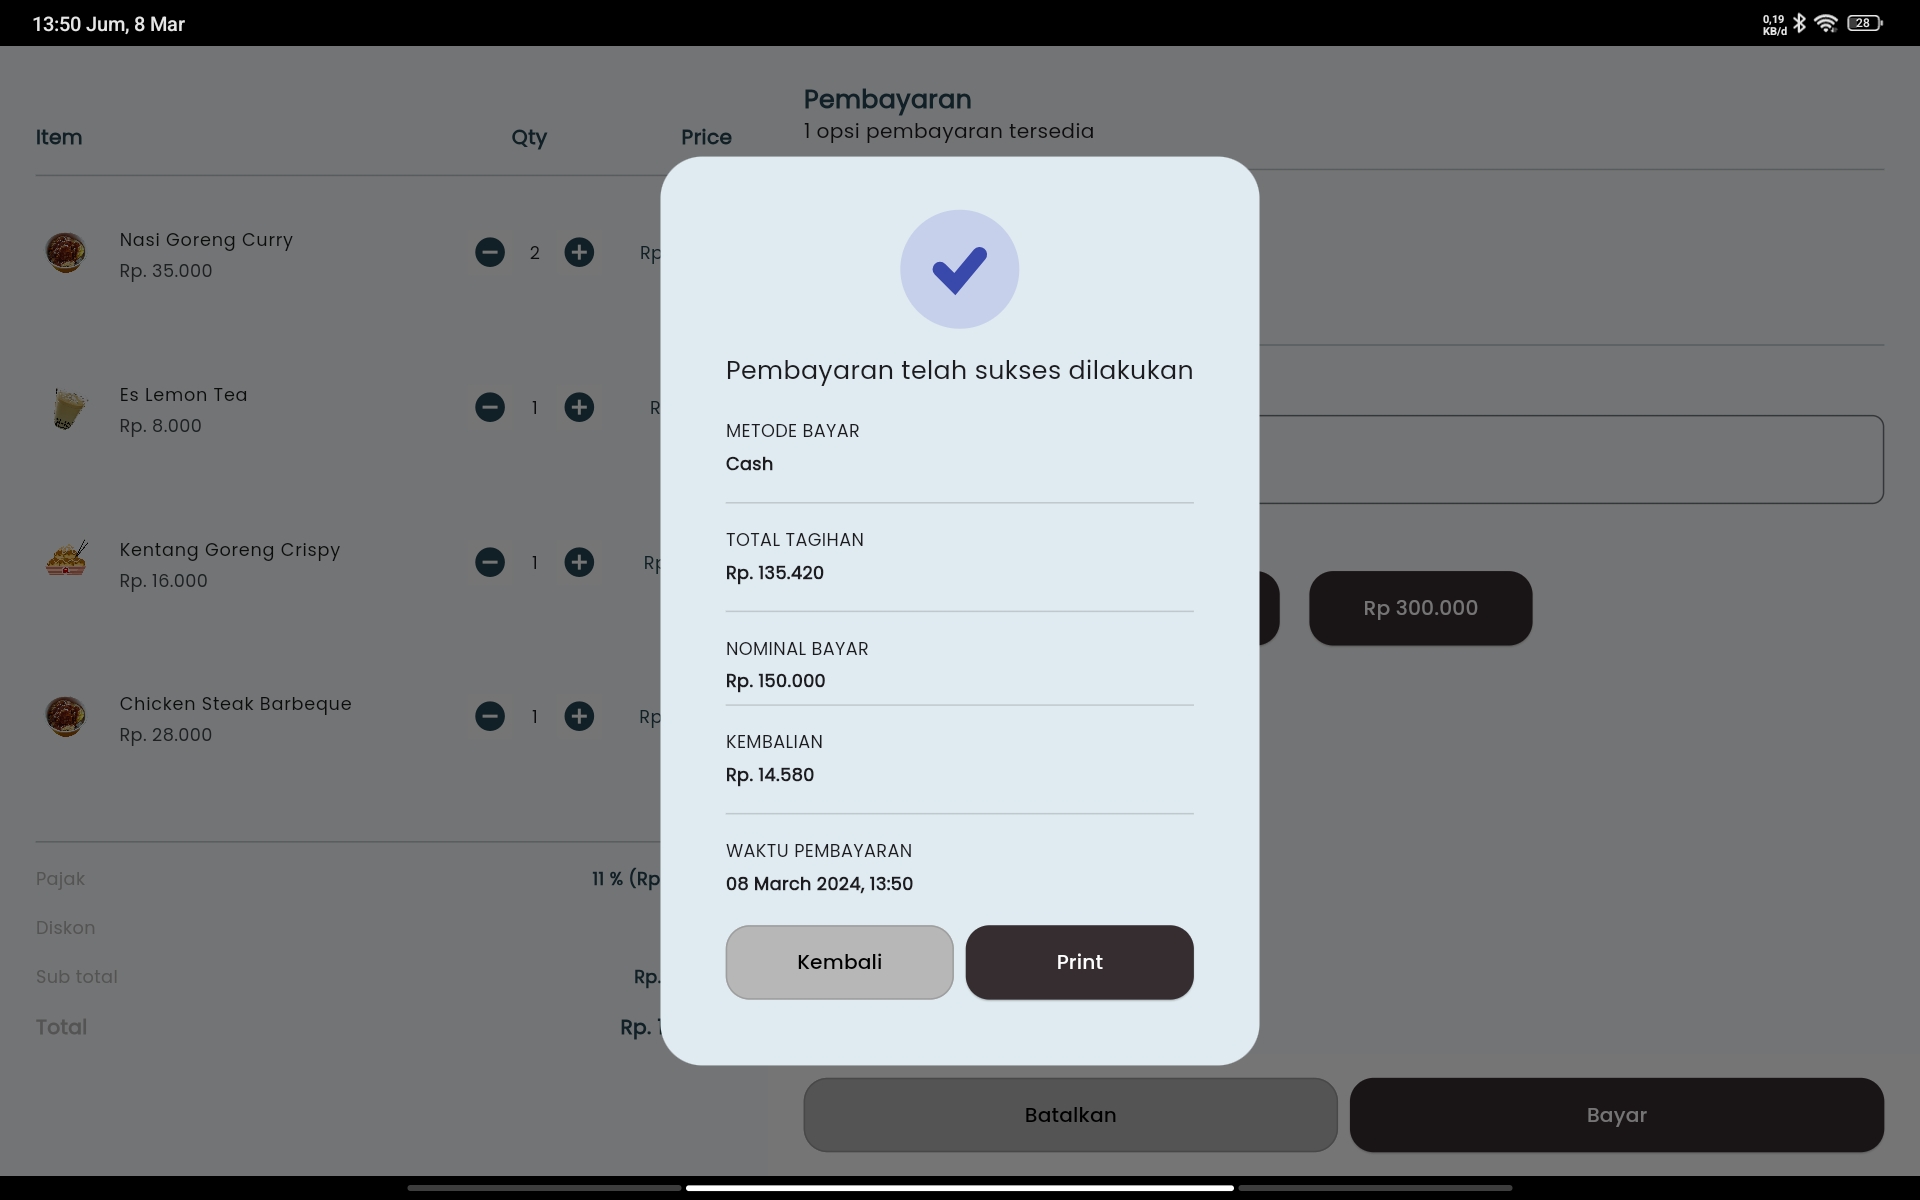 13:50 Jum, 8 Mar
0,19
KB/d
28
Item Qty Price
Nasi Goreng Curry
Rp. 35.000
2
Rp
Es Lemon Tea
Rp. 8.000
1
Kentang Goreng Crispy
Rp. 16.000
1
Rp
Chicken Steak Barbeque
Rp. 28.000
1
Rp
Pajak 11 % (Rp
Diskon
Sub total Rp.
Total Rp.
Pembayaran
1 opsi pembayaran tersedia
Rp 300.000
Batalkan Bayar
Pembayaran telah sukses dilakukan
METODE BAYAR
Cash
TOTAL TAGIHAN
Rp. 135.420
NOMINAL BAYAR
Rp. 150.000
KEMBALIAN
Rp. 14.580
WAKTU PEMBAYARAN
08 March 2024, 13:50
Kembali Print